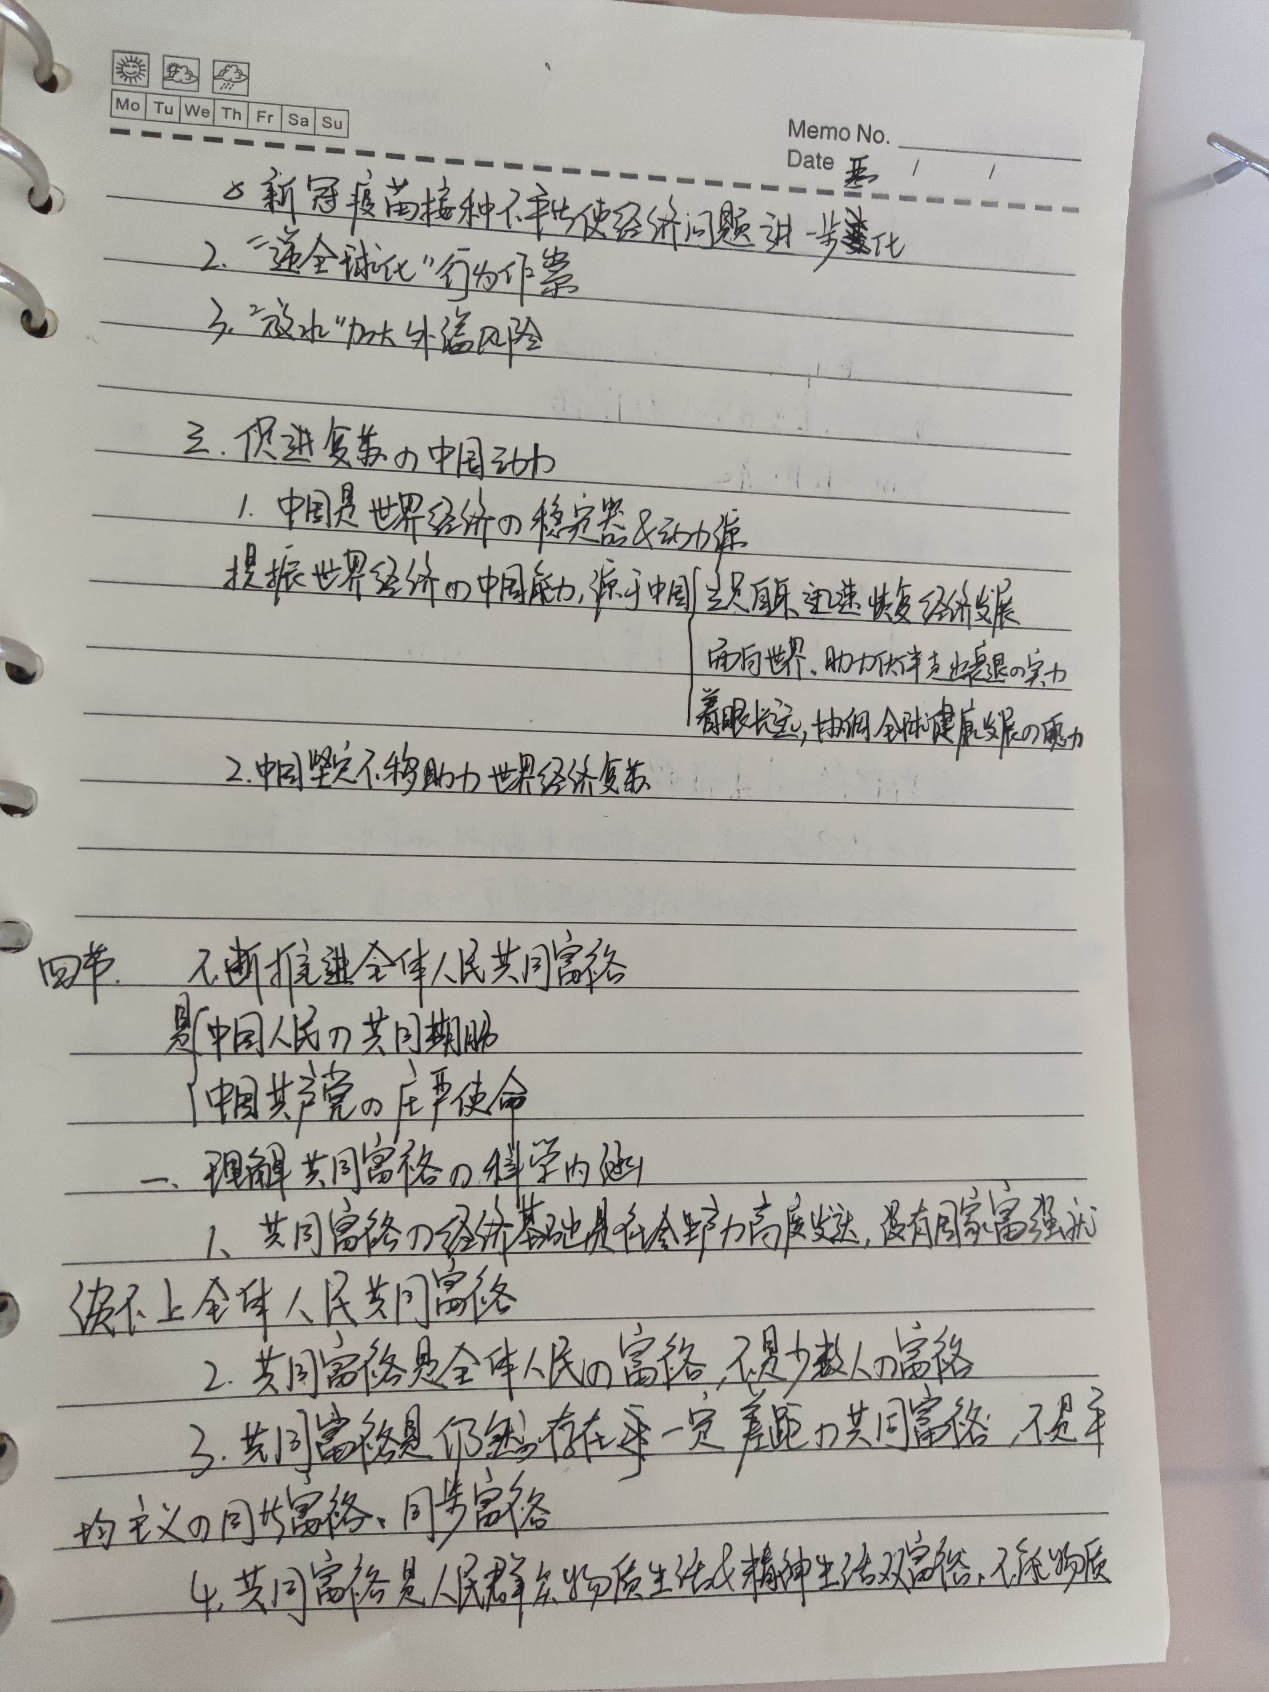 Mo Tu We Th Fr Sa Su
Memo No.
Date 恶 / /
新冠疫苗接种不平等使经济问题进一步恶化
2. “逆全球化”行为作祟
3. “放水”加大外溢风险
三. 促进复苏の中国动力
1. 中国是世界经济の稳定器&动力源
提振世界经济の中国能力, 源于中国 立足自身、迅速恢复经济发展
面向世界、助力伙伴走出衰退の实力
着眼长远, 协调全球健康发展の魄力
2. 中国坚定不移助力世界经济复苏
四节. 不断推进全体人民共同富裕
是 中国人民の共同期盼
中国共产党の庄严使命
一、理解共同富裕の科学内涵
1、共同富裕の经济基础是社会生产力高度发达, 没有国家富强就
谈不上全体人民共同富裕
2. 共同富裕是全体人民の富裕, 不是少数人の富裕
3. 共同富裕是仍然存在 一定差距の共同富裕, 不是平
均主义の同等富裕、同步富裕
4. 共同富裕是人民群众物质生活&精神生活双富裕、不能物质